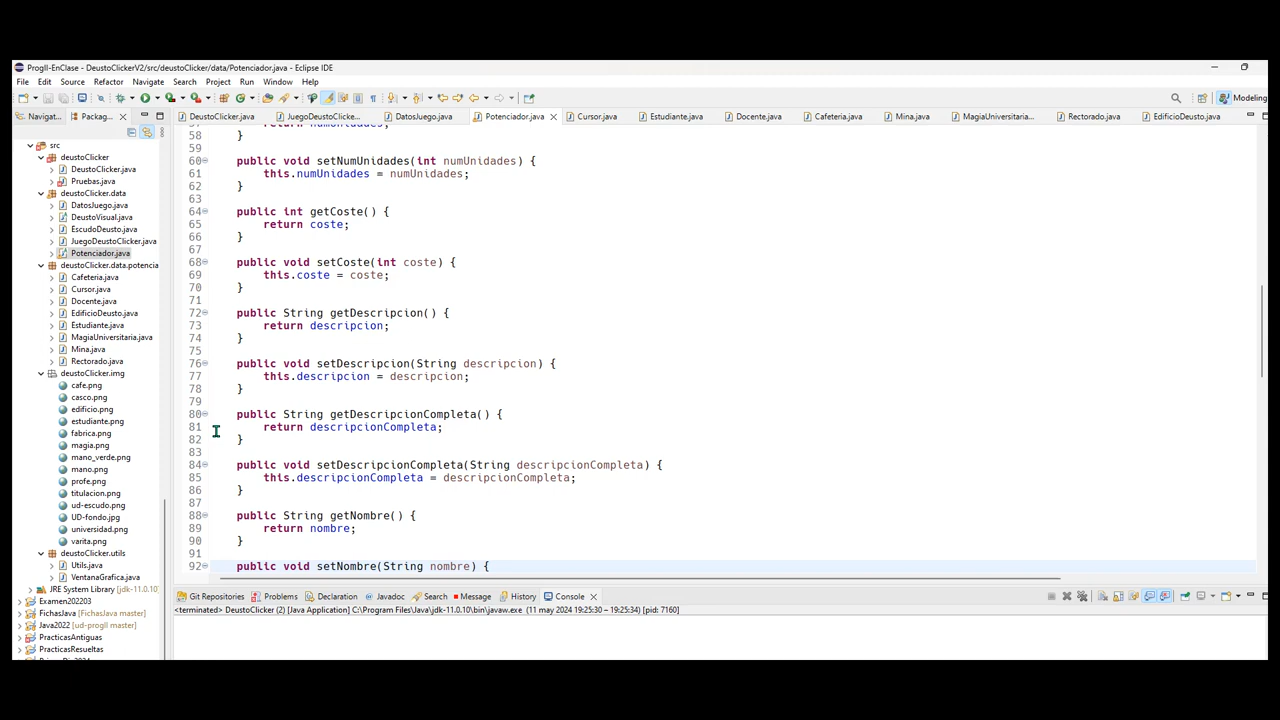 ProgII-EnClase - DeustoClickerV2/src/deustoClicker/data/Potenciador.java - Eclipse IDE
File Edit Source Refactor Navigate Search Project Run Window Help
Modeling
Navigat... Packag...
DeustoClicker.java JuegoDeustoClicke... DatosJuego.java Potenciador.java Cursor.java Estudiante.java Docente.java Cafeteria.java Mina.java MagiaUniversitaria... Rectorado.java EdificioDeusto.java
src
deustoClicker
DeustoClicker.java
Pruebas.java
deustoClicker.data
DatosJuego.java
DeustoVisual.java
EscudoDeusto.java
JuegoDeustoClicker.java
Potenciador.java
deustoClicker.data.potencia
Cafeteria.java
Cursor.java
Docente.java
EdificioDeusto.java
Estudiante.java
MagiaUniversitaria.java
Mina.java
Rectorado.java
deustoClicker.img
cafe.png
casco.png
edificio.png
estudiante.png
fabrica.png
magia.png
mano_verde.png
mano.png
profe.png
titulacion.png
ud-escudo.png
UD-fondo.jpg
universidad.png
varita.png
deustoClicker.utils
Utils.java
VentanaGrafica.java
JRE System Library [jdk-11.0.10]
Examen202203
FichasJava [FichasJava master]
Java2022 [ud-progII master]
PracticasAntiguas
PracticasResueltas
return numUnidades;
58 }
59
60 public void setNumUnidades(int numUnidades) {
61 this.numUnidades = numUnidades;
62 }
63
64 public int getCoste() {
65 return coste;
66 }
67
68 public void setCoste(int coste) {
69 this.coste = coste;
70 }
71
72 public String getDescripcion() {
73 return descripcion;
74 }
75
76 public void setDescripcion(String descripcion) {
77 this.descripcion = descripcion;
78 }
79
80 public String getDescripcionCompleta() {
81 return descripcionCompleta;
82 }
83
84 public void setDescripcionCompleta(String descripcionCompleta) {
85 this.descripcionCompleta = descripcionCompleta;
86 }
87
88 public String getNombre() {
89 return nombre;
90 }
91
92 public void setNombre(String nombre) {
Git Repositories Problems Declaration Javadoc Search Message History Console
<terminated> DeustoClicker (2) [Java Application] C:\Program Files\Java\jdk-11.0.10\bin\javaw.exe (11 may 2024 19:25:30 – 19:25:34) [pid: 7160]